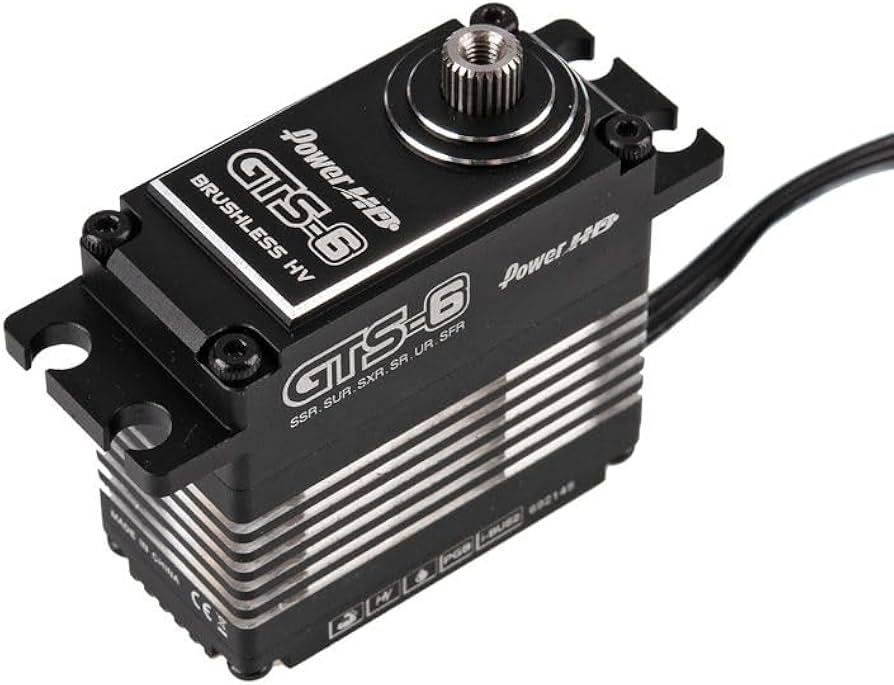 Power HD
GTS-6
BRUSHLESS HV
Power HD
GTS-6
SSR. SUR. SXR. SR. UR. SFR
MADE IN CHINA
CE
HV
PGB
i-BUS2
692145